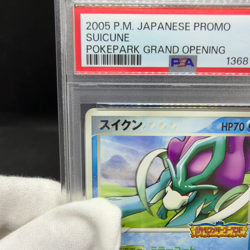 2005 P.M. JAPANESE PROMO
SUICUNE
POKEPARK GRAND OPENING
PSA
1368
スイクン
HP70